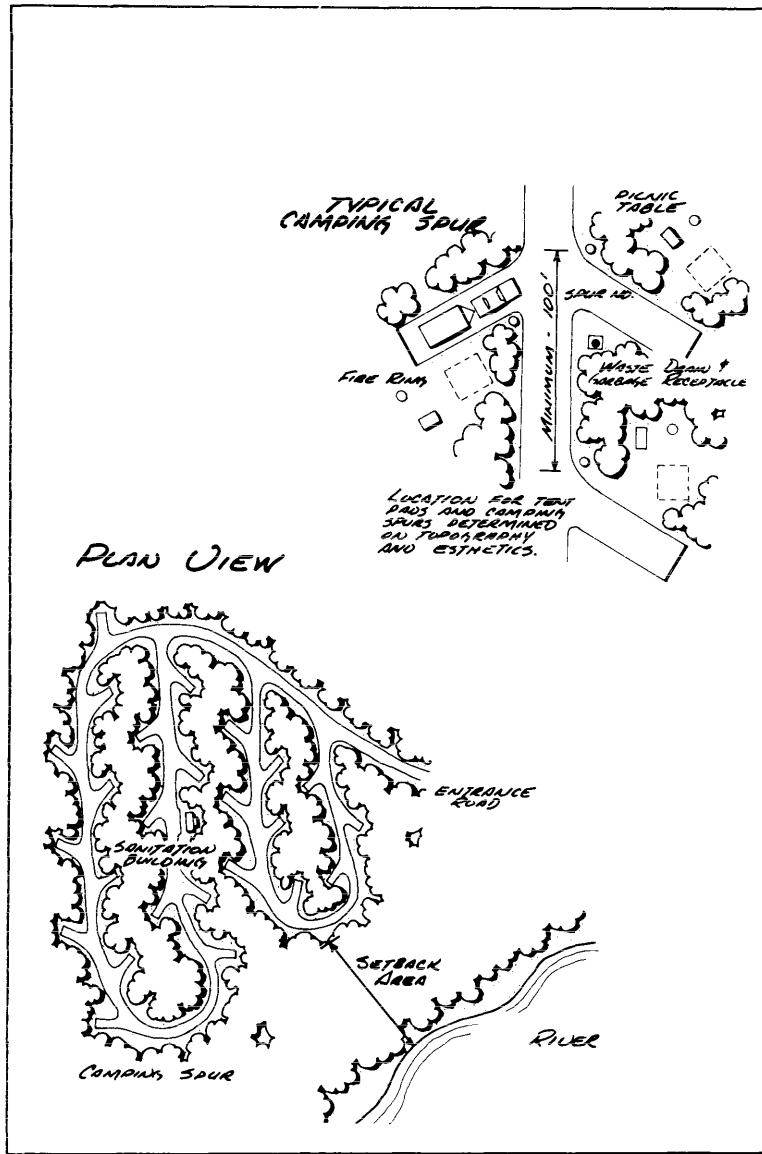 TYPICAL
CAMPING SPUR
PICNIC
TABLE
SPUR NO.
MINIMUM - 100'
FIRE RING
WASTE DRAIN &
GARBAGE RECEPTACLE
LOCATION FOR TENT
PADS AND CAMPING
SPURS DETERMINED
ON TOPOGRAPHY
AND ESTHETICS.
PLAN VIEW
ENTRANCE
ROAD
SANITATION
BUILDING
SETBACK
AREA
RIVER
CAMPING SPUR